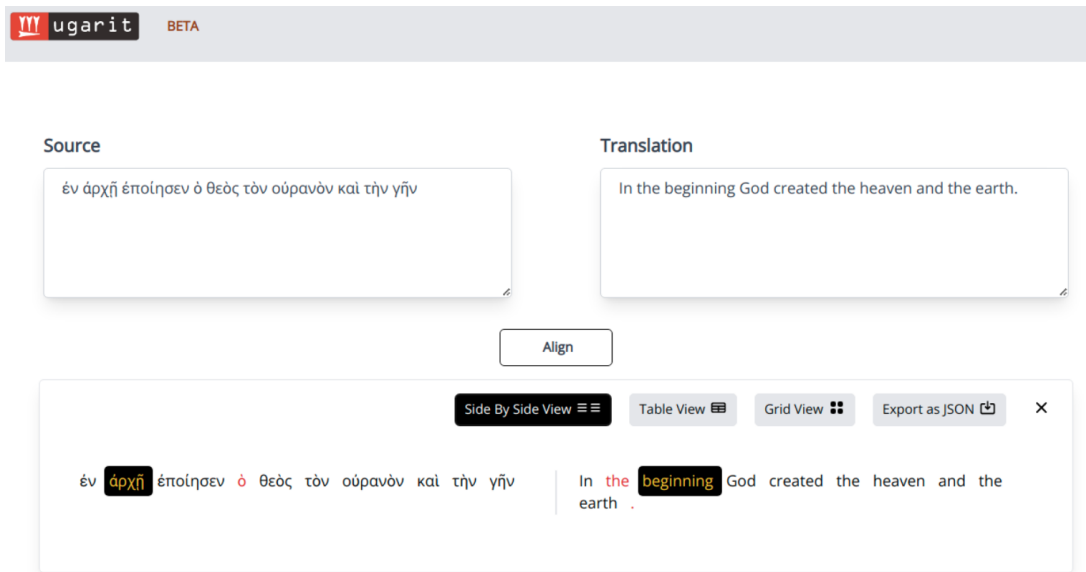 ugarit BETA
Source Translation
ἐν ἀρχῇ ἐποίησεν ὁ θεὸς τὸν οὐρανὸν καὶ τὴν γῆν
In the beginning God created the heaven and the earth.
Align
Side By Side View Table View Grid View Export as JSON ×
ἐν ἀρχῇ ἐποίησεν ὁ θεὸς τὸν οὐρανὸν καὶ τὴν γῆν
In the beginning God created the heaven and the
earth .